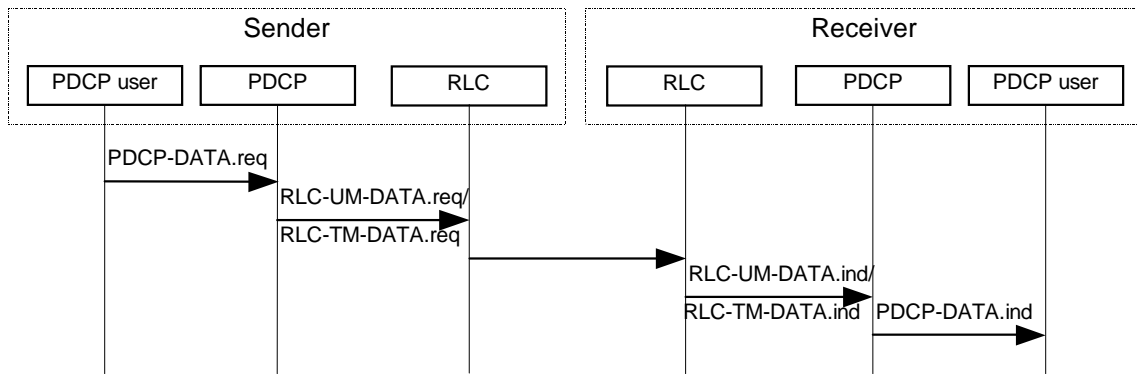 Sender
Receiver
PDCP user
PDCP
RLC
RLC
PDCP
PDCP user
PDCP-DATA.req
RLC-UM-DATA.req/
RLC-TM-DATA.req
RLC-UM-DATA.ind/
RLC-TM-DATA.ind
PDCP-DATA.ind